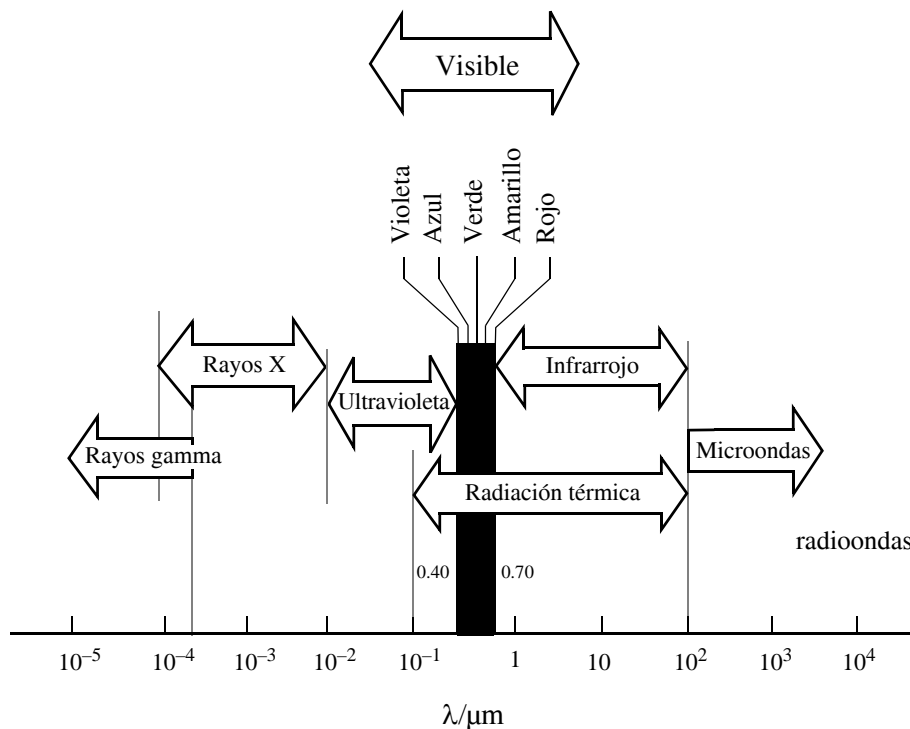 Visible
Violeta
Azul
Verde
Amarillo
Rojo
Rayos X
Infrarrojo
Ultravioleta
Rayos gamma
Microondas
Radiación térmica
radioondas
0.40
0.70
10⁻⁵ 10⁻⁴ 10⁻³ 10⁻² 10⁻¹ 1 10 10² 10³ 10⁴
λ/μm